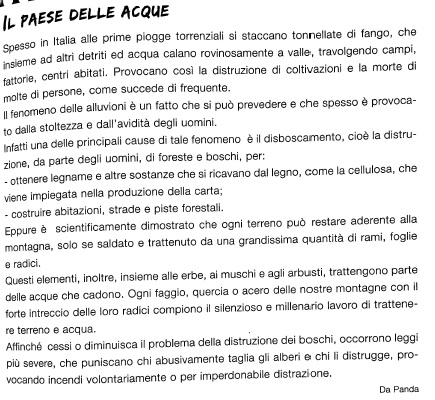 IL PAESE DELLE ACQUE
Spesso in Italia alle prime piogge torrenziali si staccano tonnellate di fango, che
insieme ad altri detriti ed acqua calano rovinosamente a valle, travolgendo campi,
fattorie, centri abitati. Provocano così la distruzione di coltivazioni e la morte di
molte di persone, come succede di frequente.
Il fenomeno delle alluvioni è un fatto che si può prevedere e che spesso è provoca-
to dalla stoltezza e dall'avidità degli uomini.
Infatti una delle principali cause di tale fenomeno è il disboscamento, cioè la distru-
zione, da parte degli uomini, di foreste e boschi, per:
- ottenere legname e altre sostanze che si ricavano dal legno, come la cellulosa, che
viene impiegata nella produzione della carta;
- costruire abitazioni, strade e piste forestali.
Eppure è scientificamente dimostrato che ogni terreno può restare aderente alla
montagna, solo se saldato e trattenuto da una grandissima quantità di rami, foglie
e radici.
Questi elementi, inoltre, insieme alle erbe, ai muschi e agli arbusti, trattengono parte
delle acque che cadono. Ogni faggio, quercia o acero delle nostre montagne con il
forte intreccio delle loro radici compiono il silenzioso e millenario lavoro di trattene-
re terreno e acqua.
Affinché cessi o diminuisca il problema della distruzione dei boschi, occorrono leggi
più severe, che puniscano chi abusivamente taglia gli alberi e chi li distrugge, pro-
vocando incendi volontariamente o per imperdonabile distrazione.
Da Panda